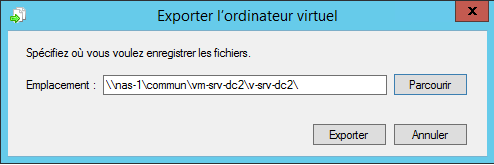 Exporter l'ordinateur virtuel
x
Spécifiez où vous voulez enregistrer les fichiers.
Emplacement : \\nas-1\commun\vm-srv-dc2\v-srv-dc2\ Parcourir
Exporter Annuler